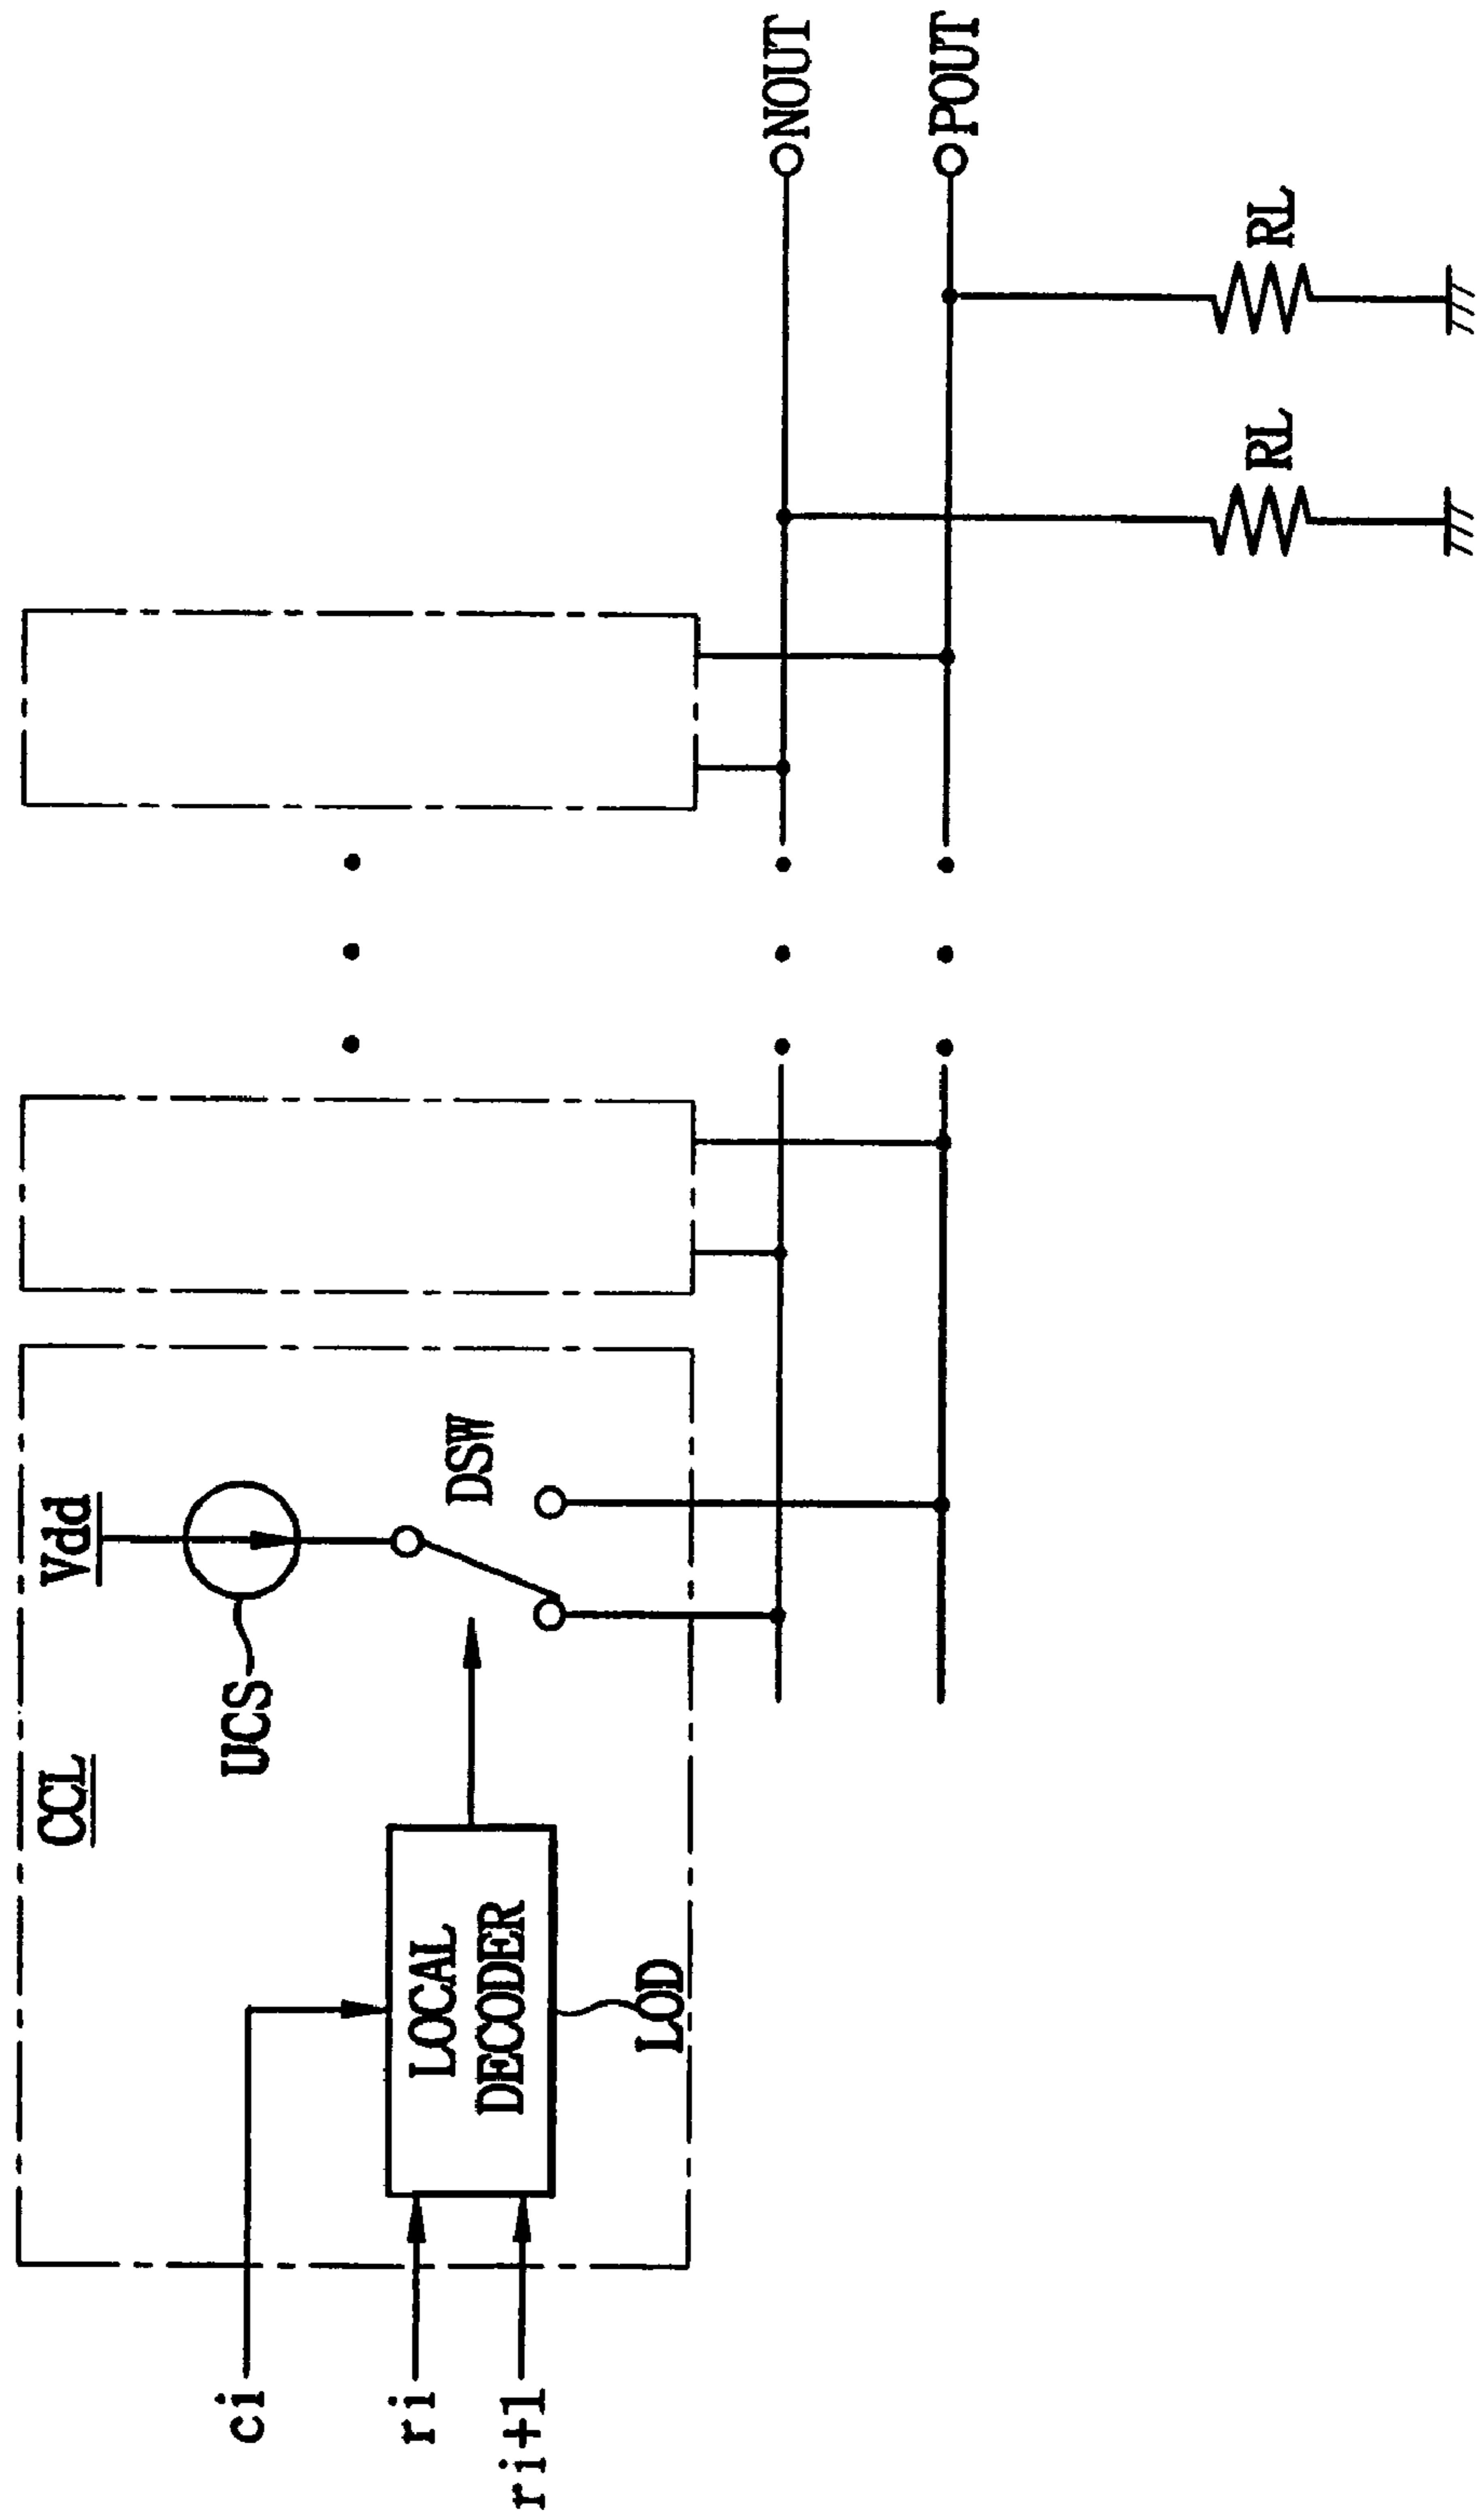 CCL
Vdd
UCS
DSW
ci
LOCAL
DECODER
ri
ri+1
LOD
NOUT
POUT
RL
RL